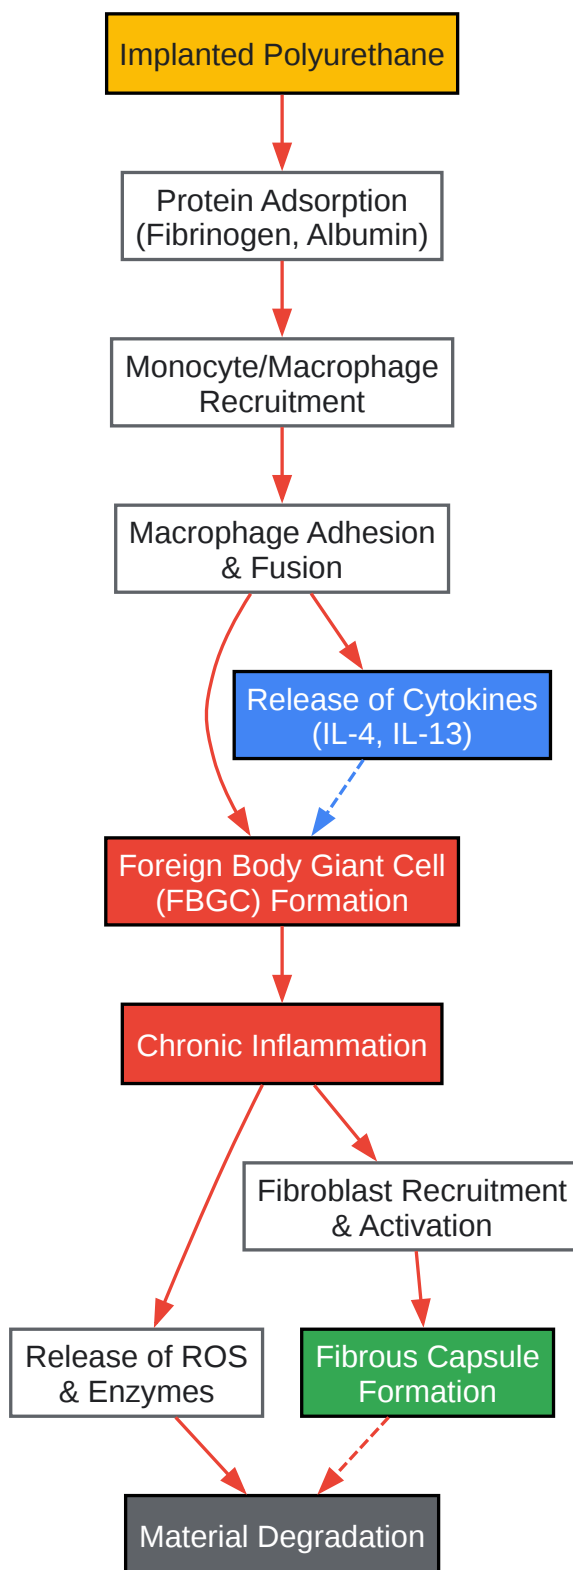 Implanted Polyurethane
Protein Adsorption
(Fibrinogen, Albumin)
Monocyte/Macrophage
Recruitment
Macrophage Adhesion
& Fusion
Release of Cytokines
(IL-4, IL-13)
Foreign Body Giant Cell
(FBGC) Formation
Chronic Inflammation
Fibroblast Recruitment
& Activation
Release of ROS
& Enzymes
Fibrous Capsule
Formation
Material Degradation